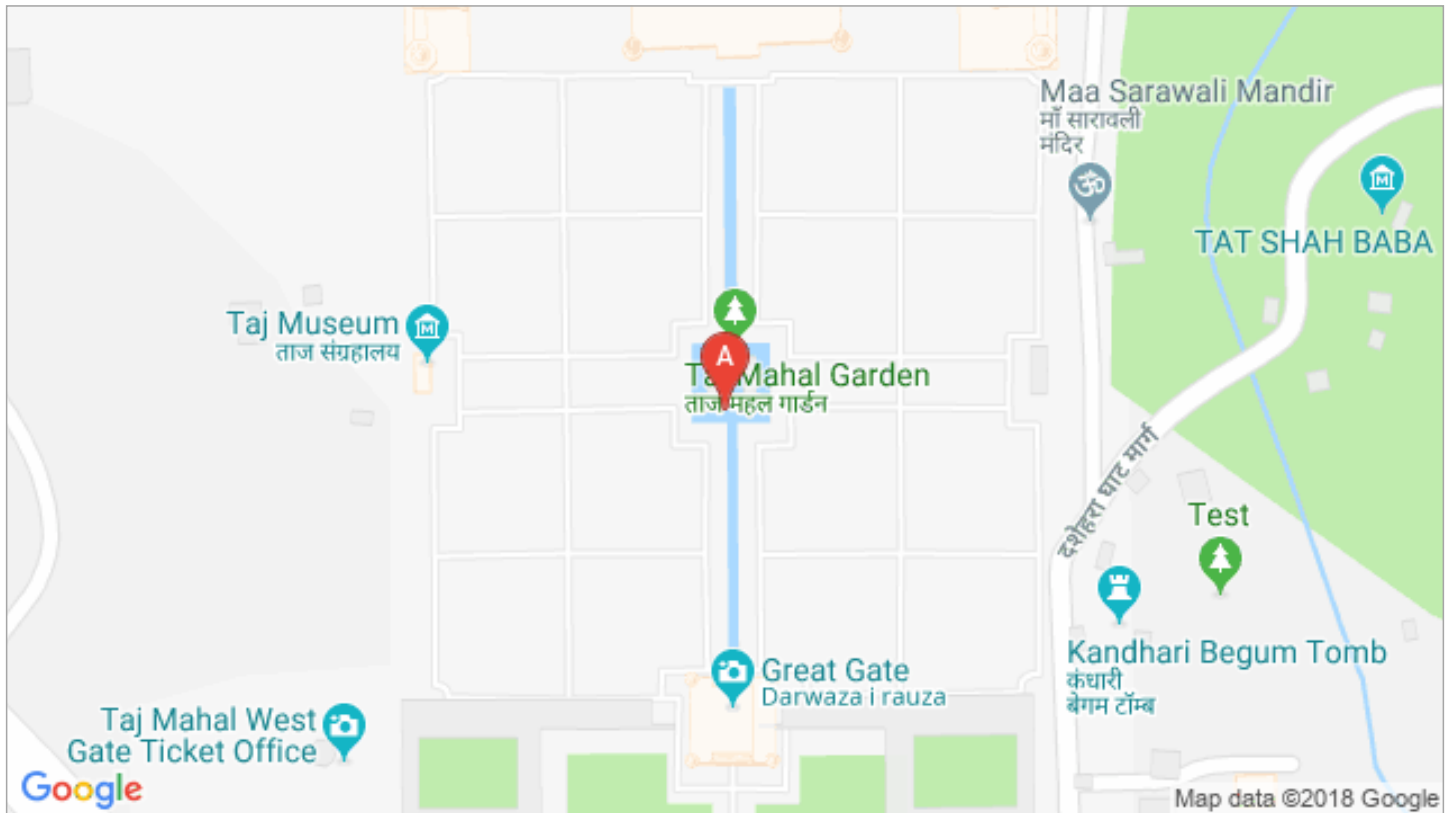 Maa Sarawali Mandir
माँ सारावली
मंदिर
TAT SHAH BABA
Taj Museum
ताज संग्रहालय
A
Taj Mahal Garden
ताज महल गार्डन
दशेहरा घाट मार्ग
Test
Kandhari Begum Tomb
कंधारी
बेगम टॉम्ब
Great Gate
Darwaza i rauza
Taj Mahal West
Gate Ticket Office
Google
Map data ©2018 Google